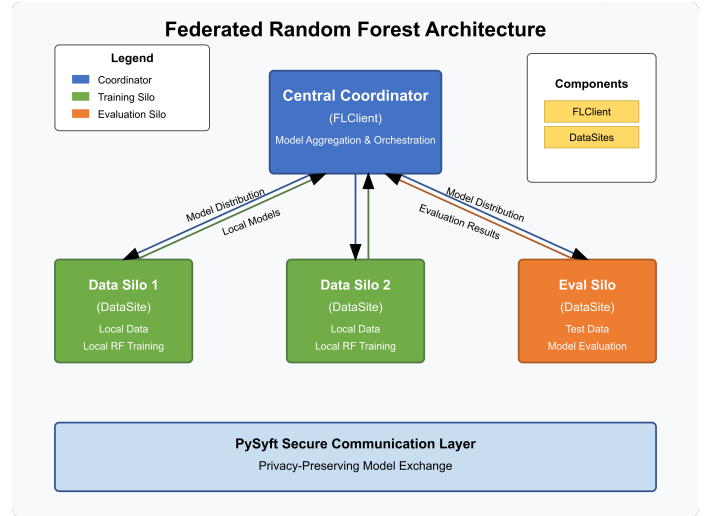 Federated Random Forest Architecture
Legend
Coordinator
Training Silo
Evaluation Silo
Central Coordinator
(FLClient)
Model Aggregation & Orchestration
Components
FLClient
DataSites
Model Distribution
Local Models
Model Distribution
Evaluation Results
Data Silo 1
(DataSite)
Local Data
Local RF Training
Data Silo 2
(DataSite)
Local Data
Local RF Training
Eval Silo
(DataSite)
Test Data
Model Evaluation
PySyft Secure Communication Layer
Privacy-Preserving Model Exchange